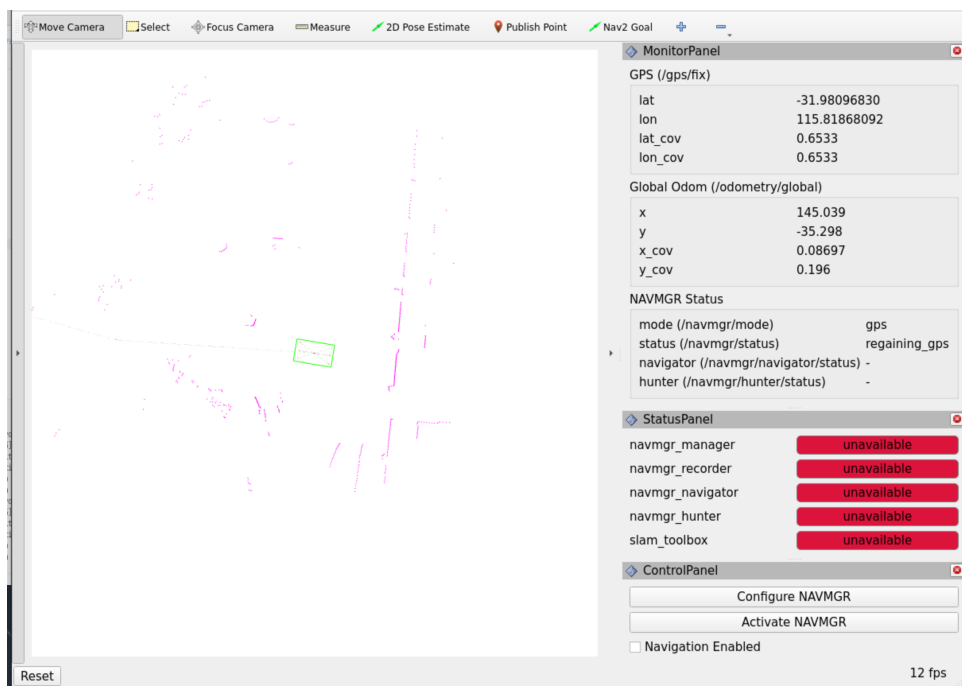 Move Camera Select Focus Camera Measure 2D Pose Estimate Publish Point Nav2 Goal
MonitorPanel
GPS (/gps/fix)
lat -31.98096830
lon 115.81868092
lat_cov 0.6533
lon_cov 0.6533
Global Odom (/odometry/global)
x 145.039
y -35.298
x_cov 0.08697
y_cov 0.196
NAVMGR Status
mode (/navmgr/mode) gps
status (/navmgr/status) regaining_gps
navigator (/navmgr/navigator/status) -
hunter (/navmgr/hunter/status) -
StatusPanel
navmgr_manager unavailable
navmgr_recorder unavailable
navmgr_navigator unavailable
navmgr_hunter unavailable
slam_toolbox unavailable
ControlPanel
Configure NAVMGR
Activate NAVMGR
Navigation Enabled
Reset 12 fps